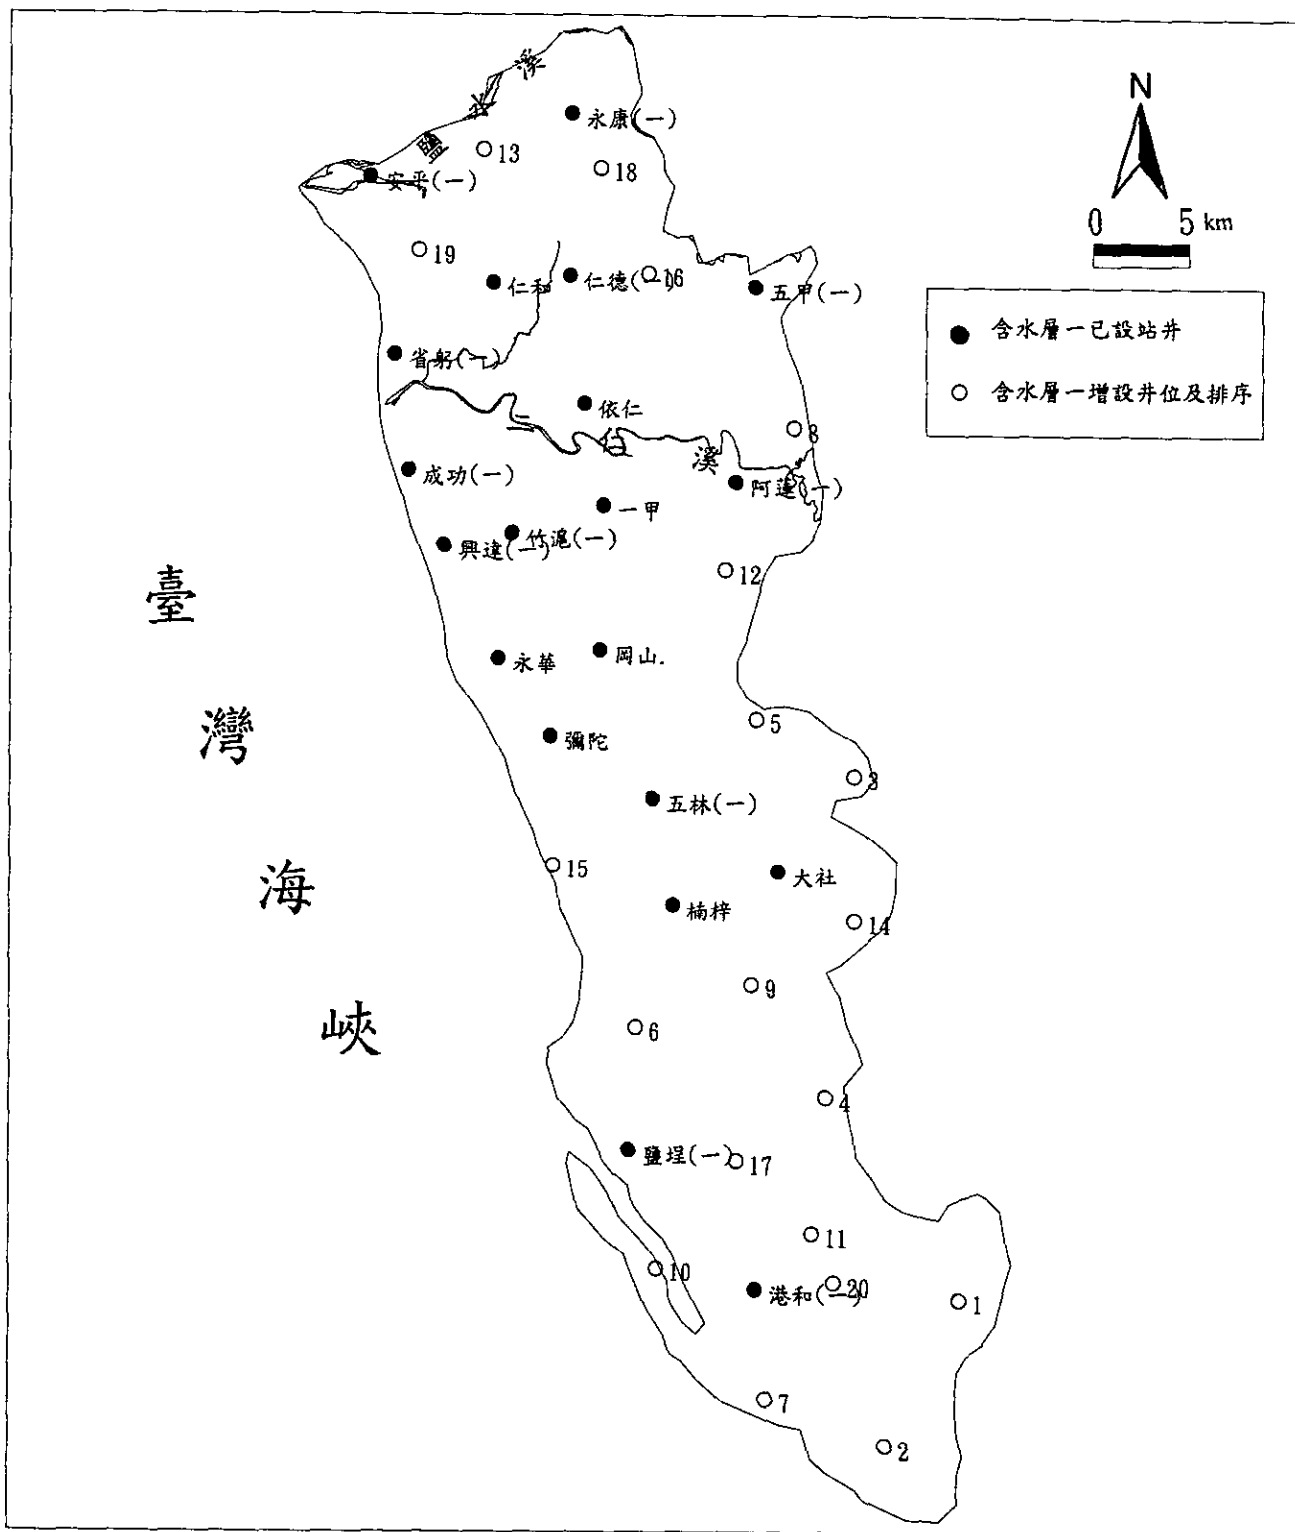 鹽水溪
永康(一)
13
18
安平(一)
19
仁和
仁德(一)
16
五甲(一)
N
0 5 km
含水層一已設站井
含水層一增設井位及排序
省躬(一)
依仁
二仁溪
8
成功(一)
阿蓮(一)
一甲
竹滬(一)
興達(一)
12
臺灣海峽
永華
岡山
5
彌陀
3
五林(一)
15
大社
楠梓
14
9
6
4
鹽埕(一)
17
11
10
港和(一)
20
1
7
2